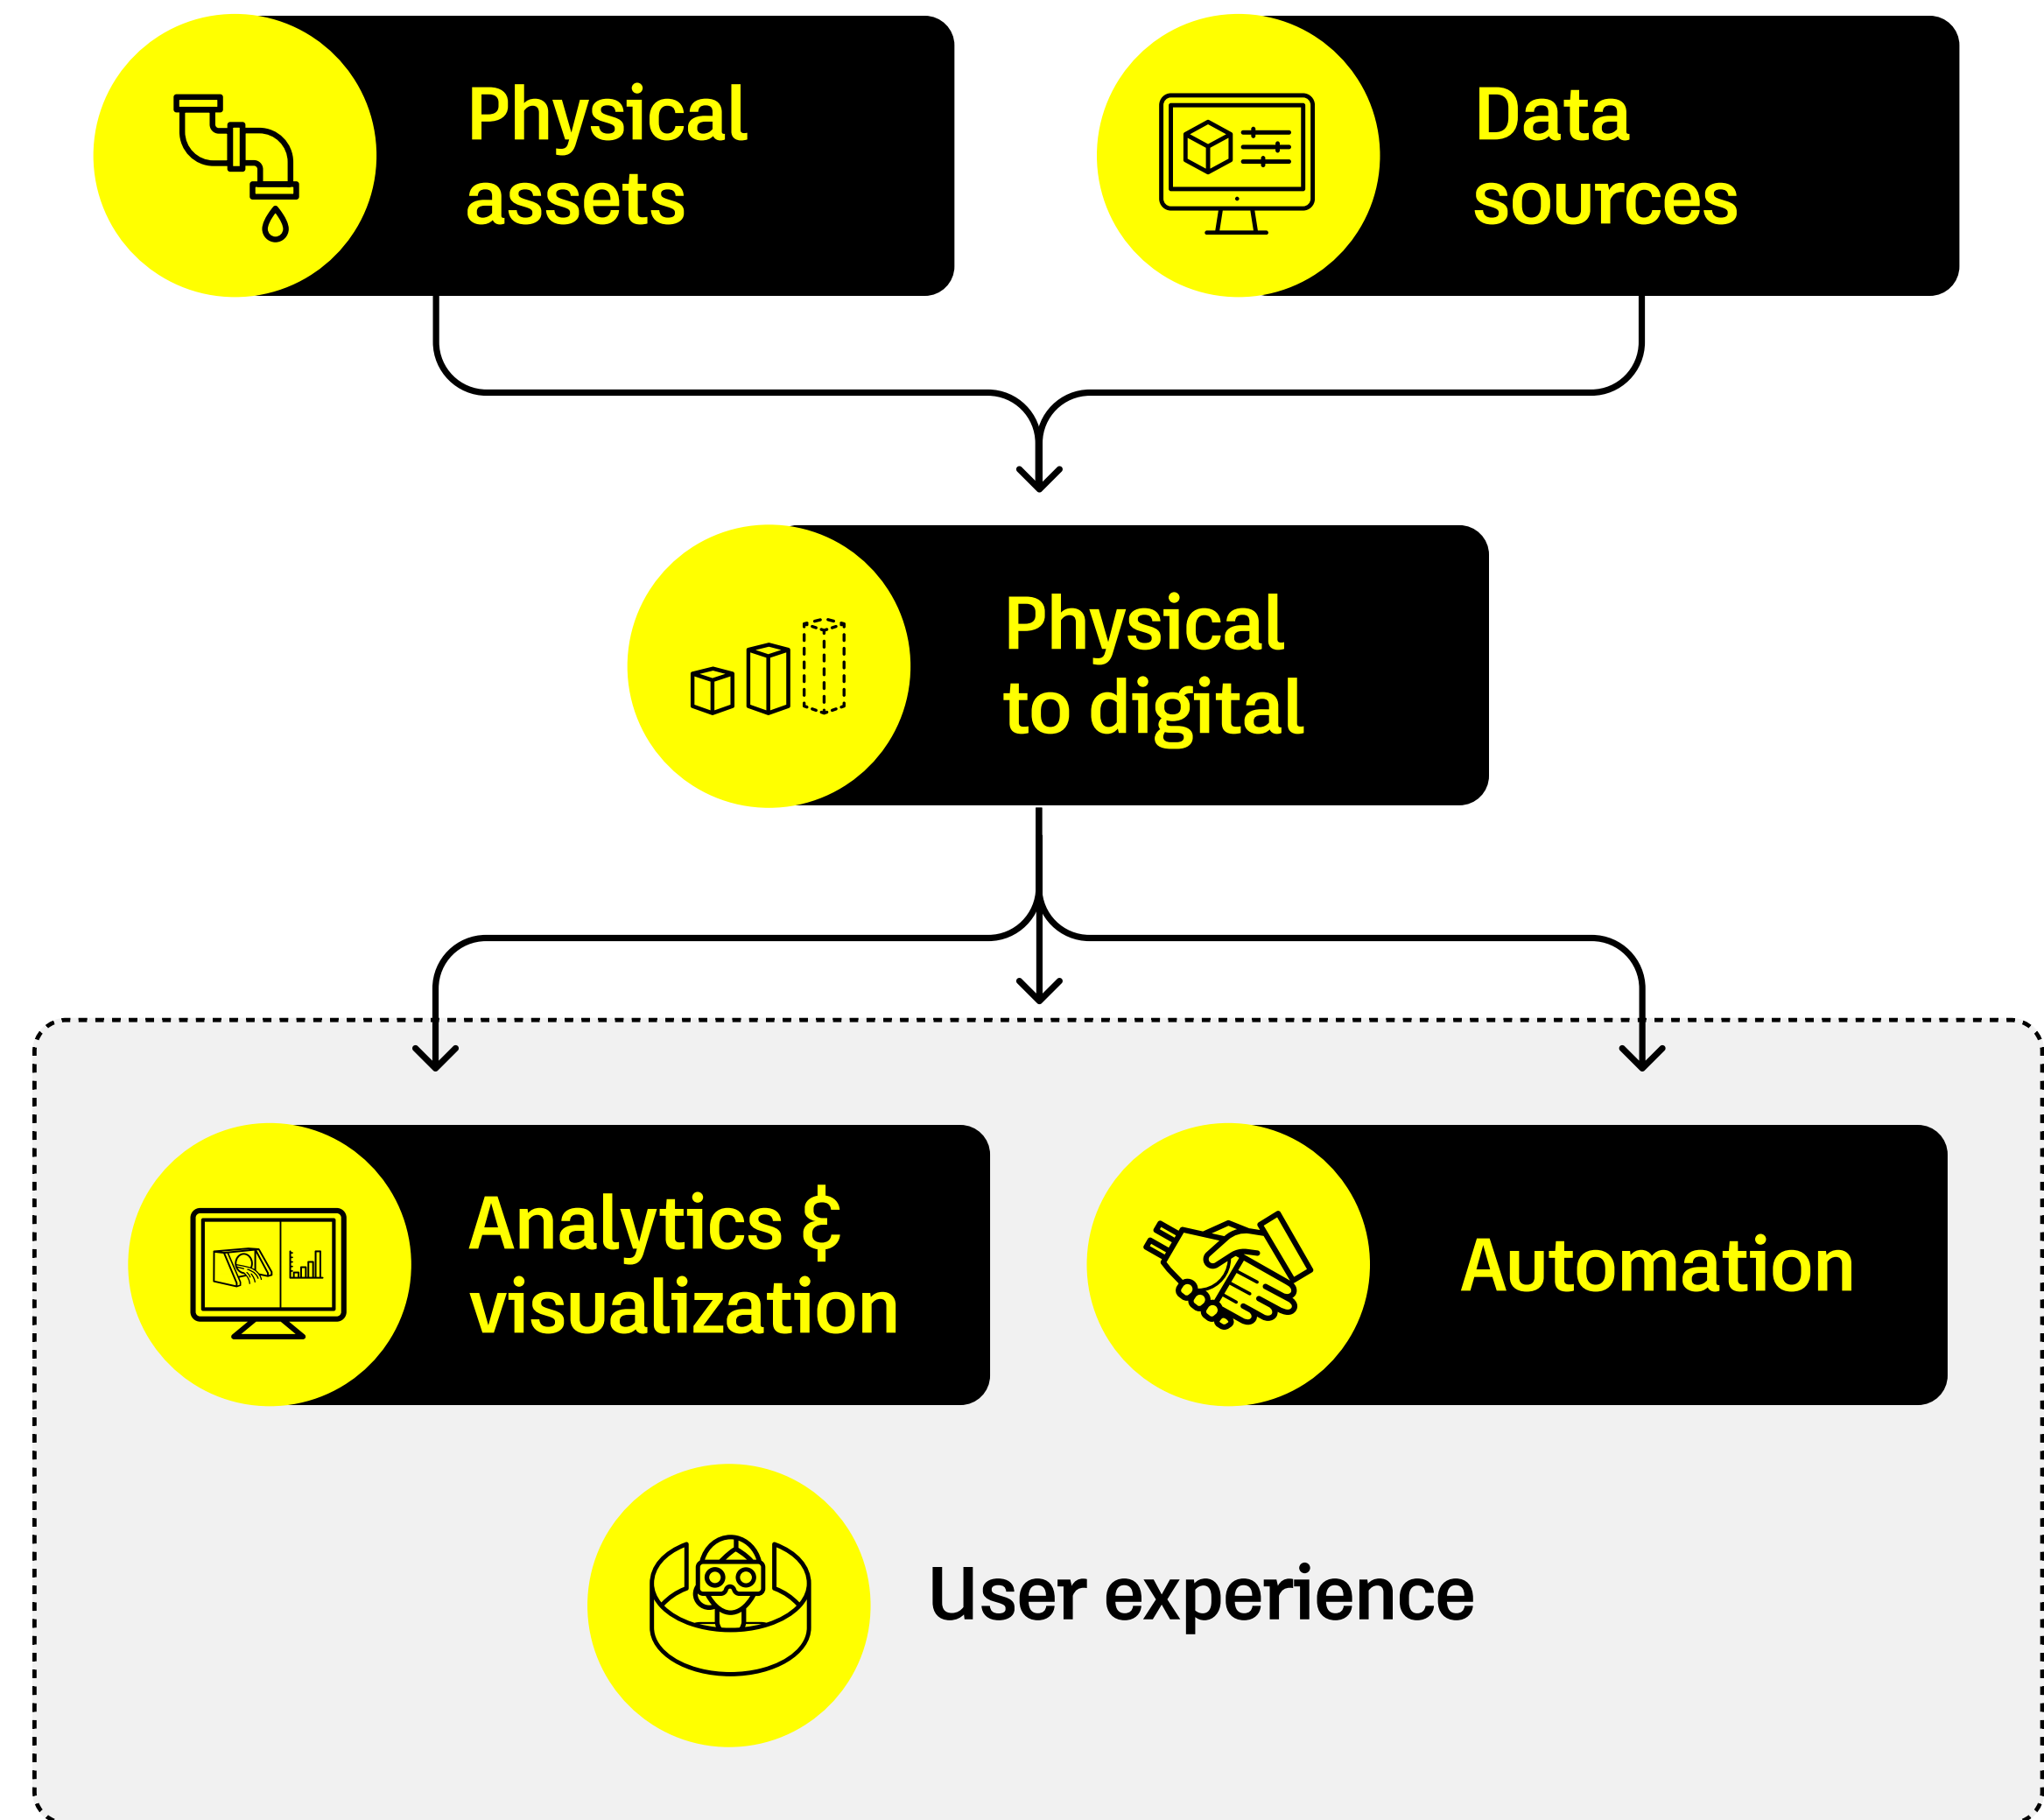 Physical
assets
Data
sources
Physical
to digital
Analytics &
visualization
Automation
User experience